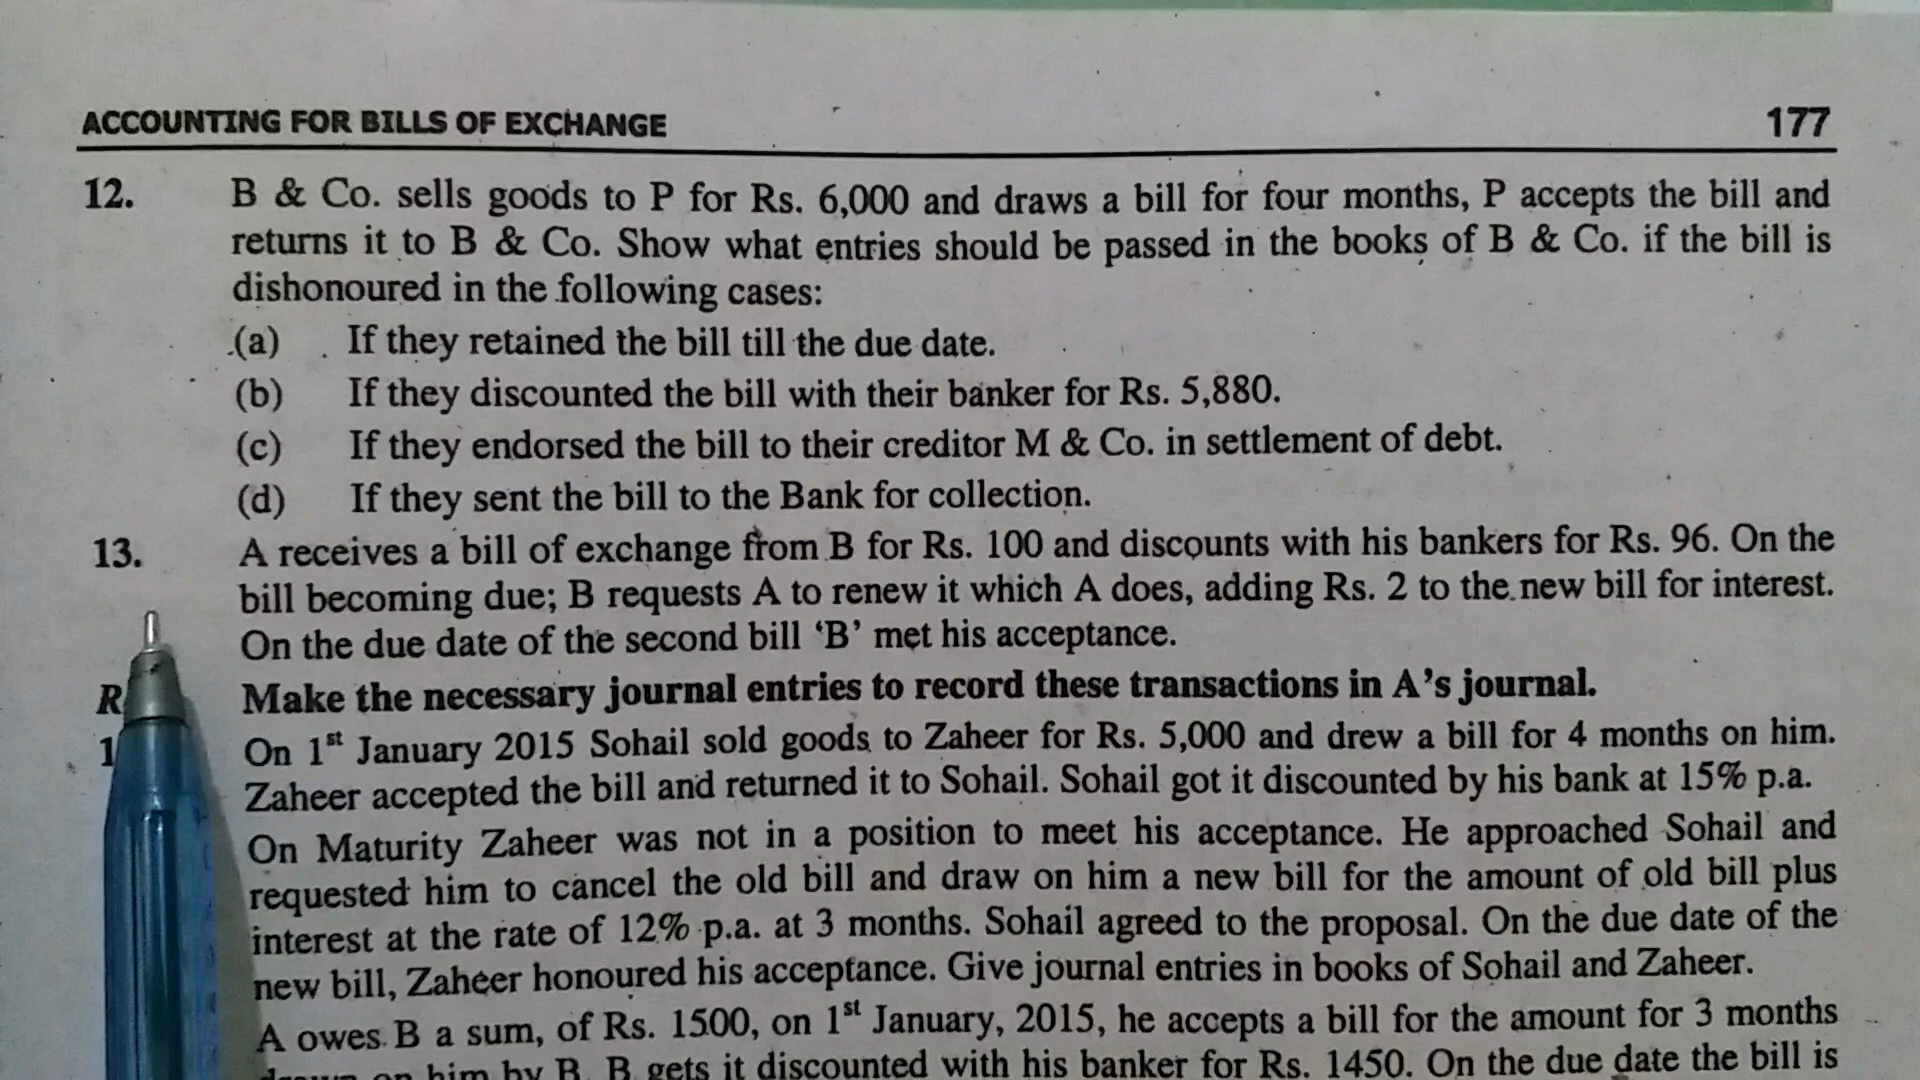 ACCOUNTING FOR BILLS OF EXCHANGE 177
12. B & Co. sells goods to P for Rs. 6,000 and draws a bill for four months, P accepts the bill and
returns it to B & Co. Show what entries should be passed in the books of B & Co. if the bill is
dishonoured in the following cases:
(a) If they retained the bill till the due date.
(b) If they discounted the bill with their banker for Rs. 5,880.
(c) If they endorsed the bill to their creditor M & Co. in settlement of debt.
(d) If they sent the bill to the Bank for collection.
13. A receives a bill of exchange from B for Rs. 100 and discounts with his bankers for Rs. 96. On the
bill becoming due; B requests A to renew it which A does, adding Rs. 2 to the new bill for interest.
On the due date of the second bill ‘B’ met his acceptance.
R Make the necessary journal entries to record these transactions in A’s journal.
1 On 1st January 2015 Sohail sold goods to Zaheer for Rs. 5,000 and drew a bill for 4 months on him.
Zaheer accepted the bill and returned it to Sohail. Sohail got it discounted by his bank at 15% p.a.
On Maturity Zaheer was not in a position to meet his acceptance. He approached Sohail and
requested him to cancel the old bill and draw on him a new bill for the amount of old bill plus
interest at the rate of 12% p.a. at 3 months. Sohail agreed to the proposal. On the due date of the
new bill, Zaheer honoured his acceptance. Give journal entries in books of Sohail and Zaheer.
A owes B a sum, of Rs. 1500, on 1st January, 2015, he accepts a bill for the amount for 3 months
on him by B. B gets it discounted with his banker for Rs. 1450. On the due date the bill is